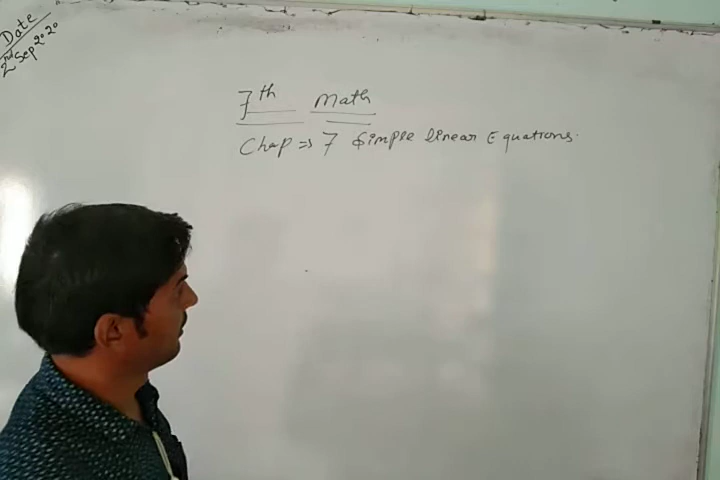 Date
2nd Sep 2020
7th Math
Chap => 7 Simple linear Equations.